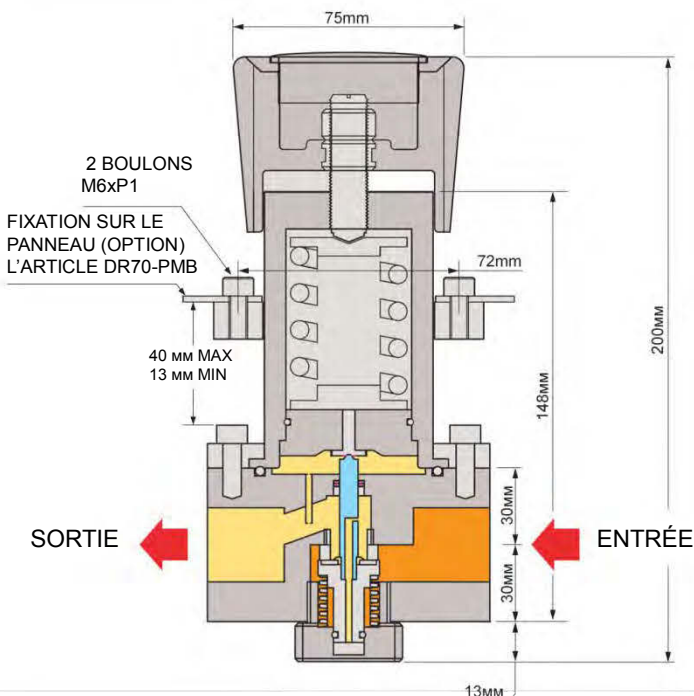 75mm
2 BOULONS
M6xP1
FIXATION SUR LE
PANNEAU (OPTION)
L'ARTICLE DR70-PMB
72mm
40 мм MAX
13 мм MIN
200мм
148мм
30мм
30мм
SORTIE
ENTRÉE
13мм